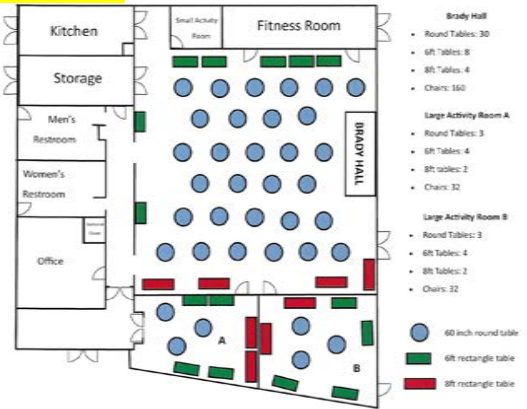 Kitchen
Storage
Men's
Restroom
Women's
Restroom
Office
Small Activity
Room
Fitness Room
BRADY HALL
A
B
Brady Hall
Round Tables: 30
6ft Tables: 8
8ft Tables: 4
Chairs: 160
Large Activity Room A
Round Tables: 3
6ft Tables: 4
8ft tables: 2
Chairs: 32
Large Activity Room B
Round Tables: 3
6ft Tables: 4
8ft Tables: 2
Chairs: 32
60 inch round table
6ft rectangle table
8ft rectangle table